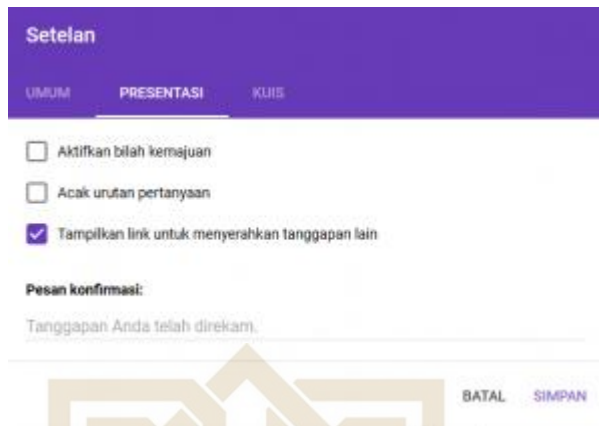 Setelan
UMUM PRESENTASI KUIS
Aktifkan bilah kemajuan
Acak urutan pertanyaan
Tampilkan link untuk menyerahkan tanggapan lain
Pesan konfirmasi:
Tanggapan Anda telah direkam.
BATAL SIMPAN